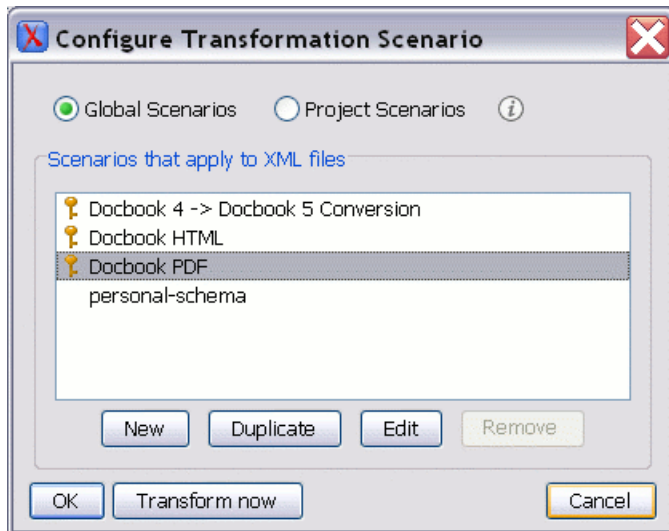 Configure Transformation Scenario
Global Scenarios Project Scenarios i
Scenarios that apply to XML files
Docbook 4 -> Docbook 5 Conversion
Docbook HTML
Docbook PDF
personal-schema
New Duplicate Edit Remove
OK Transform now Cancel